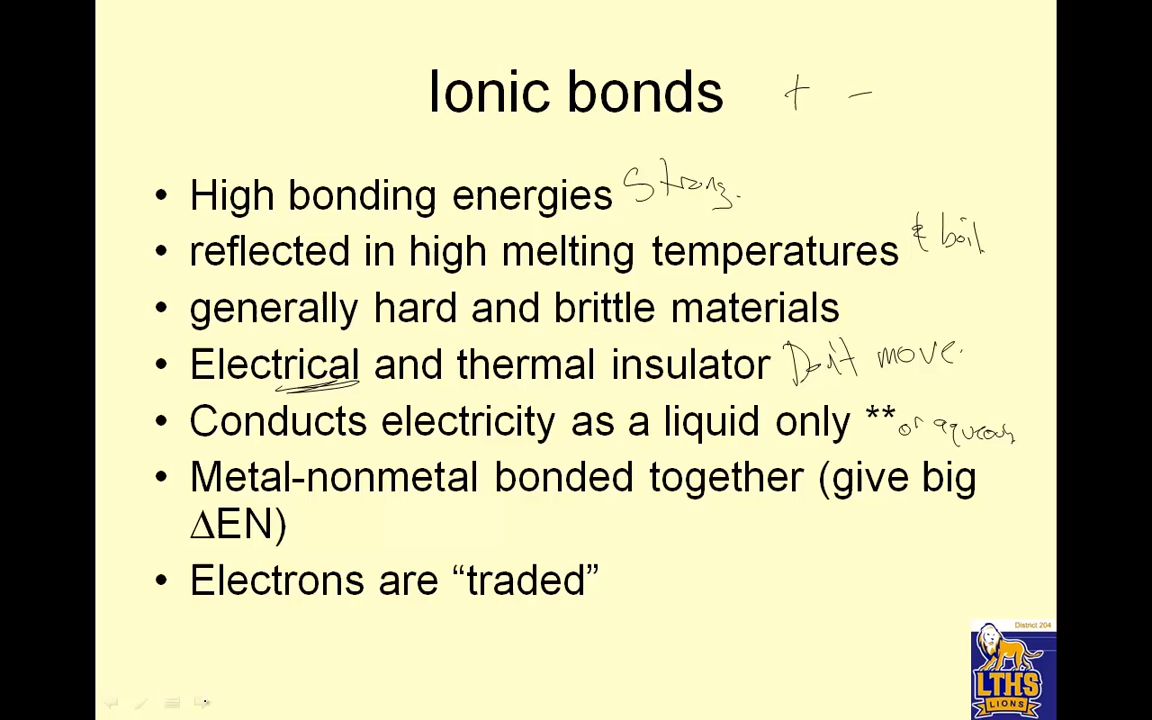 Ionic bonds + −
• High bonding energies Strong.
• reflected in high melting temperatures & boil
• generally hard and brittle materials
• Electrical and thermal insulator Don't move.
• Conducts electricity as a liquid only **or aqueous
• Metal-nonmetal bonded together (give big
ΔEN)
• Electrons are “traded”
District 204
LTHS
LIONS